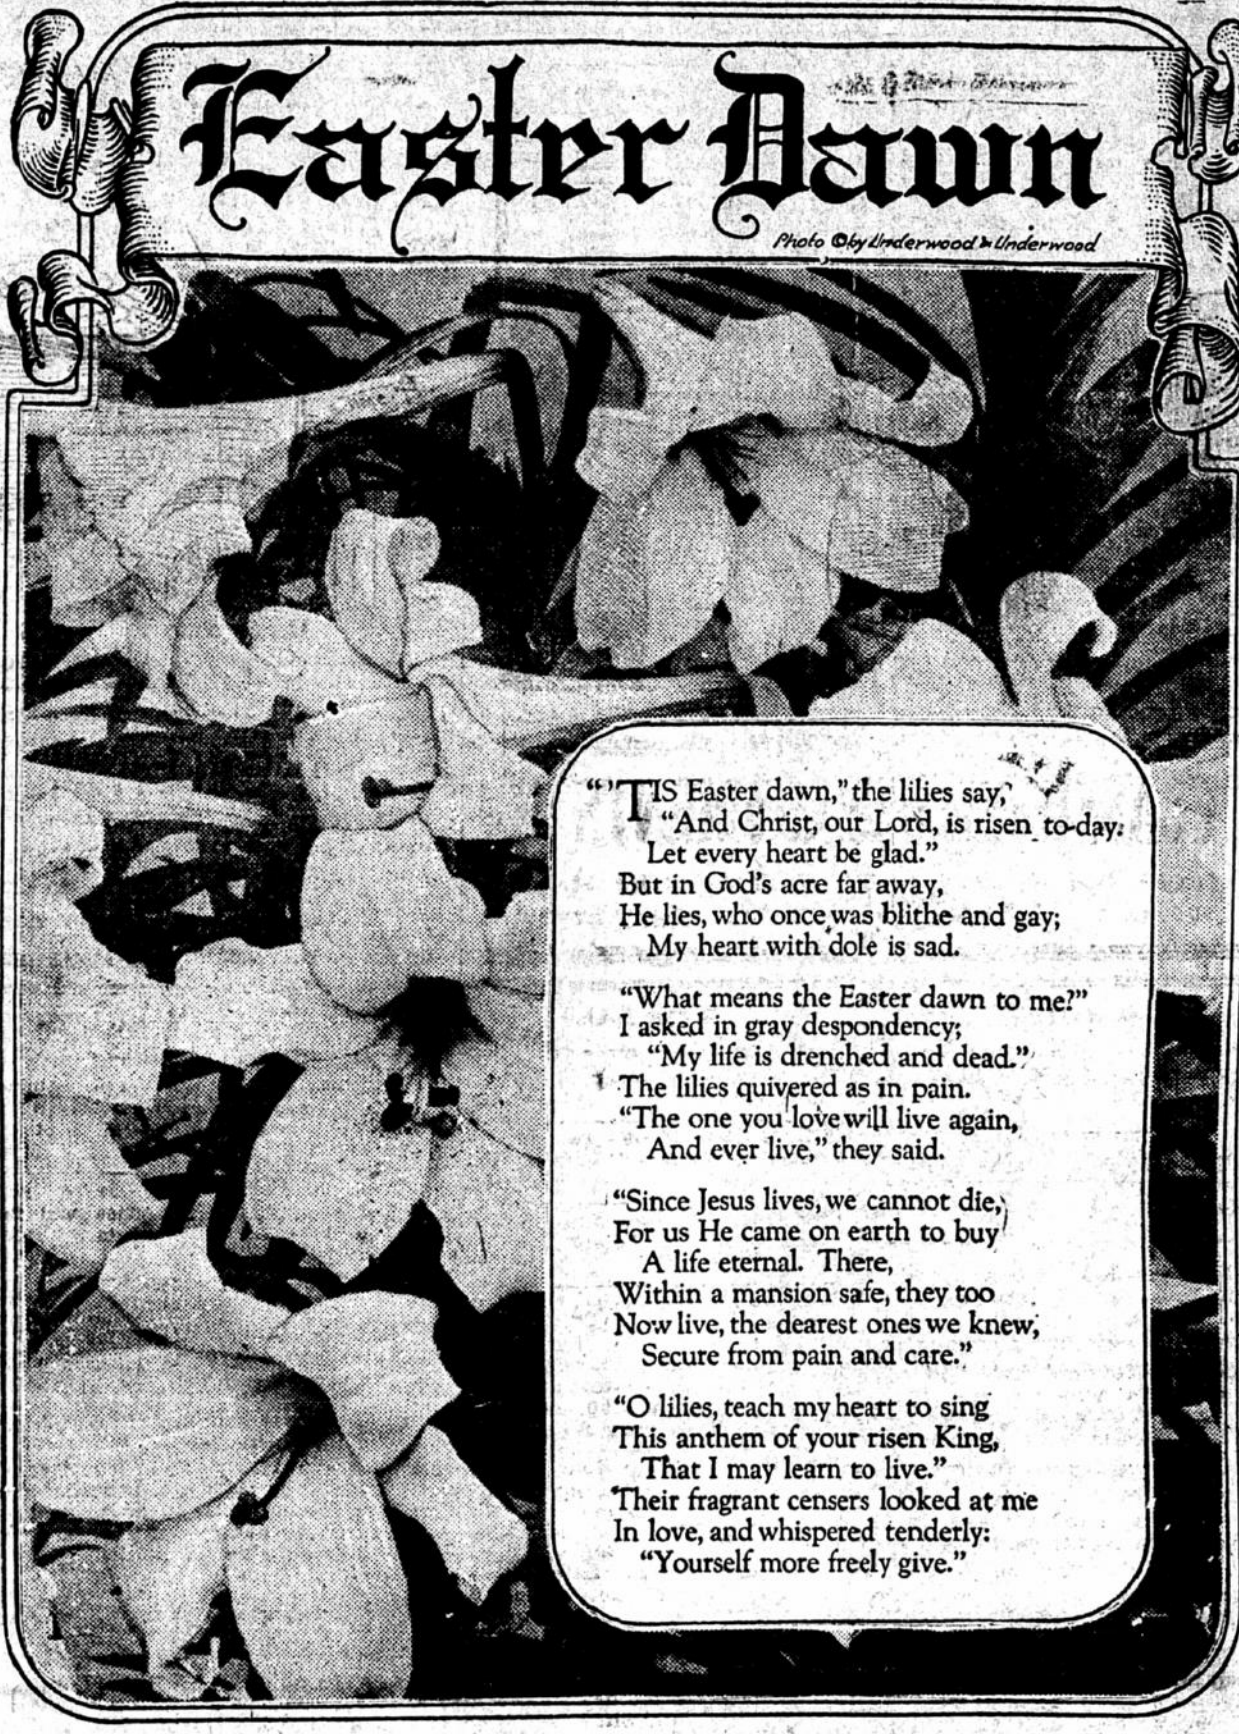 Easter Dawn
Photo © by Underwood & Underwood
“’TIS Easter dawn,” the lilies say,
“And Christ, our Lord, is risen to-day.
Let every heart be glad.”
But in God's acre far away,
He lies, who once was blithe and gay;
My heart with dole is sad.
“What means the Easter dawn to me?”
I asked in gray despondency;
“My life is drenched and dead.”
The lilies quivered as in pain.
“The one you love will live again,
And ever live,” they said.
“Since Jesus lives, we cannot die,
For us He came on earth to buy
A life eternal. There,
Within a mansion safe, they too
Now live, the dearest ones we knew,
Secure from pain and care.”
“O lilies, teach my heart to sing
This anthem of your risen King,
That I may learn to live.”
Their fragrant censers looked at me
In love, and whispered tenderly:
“Yourself more freely give.”